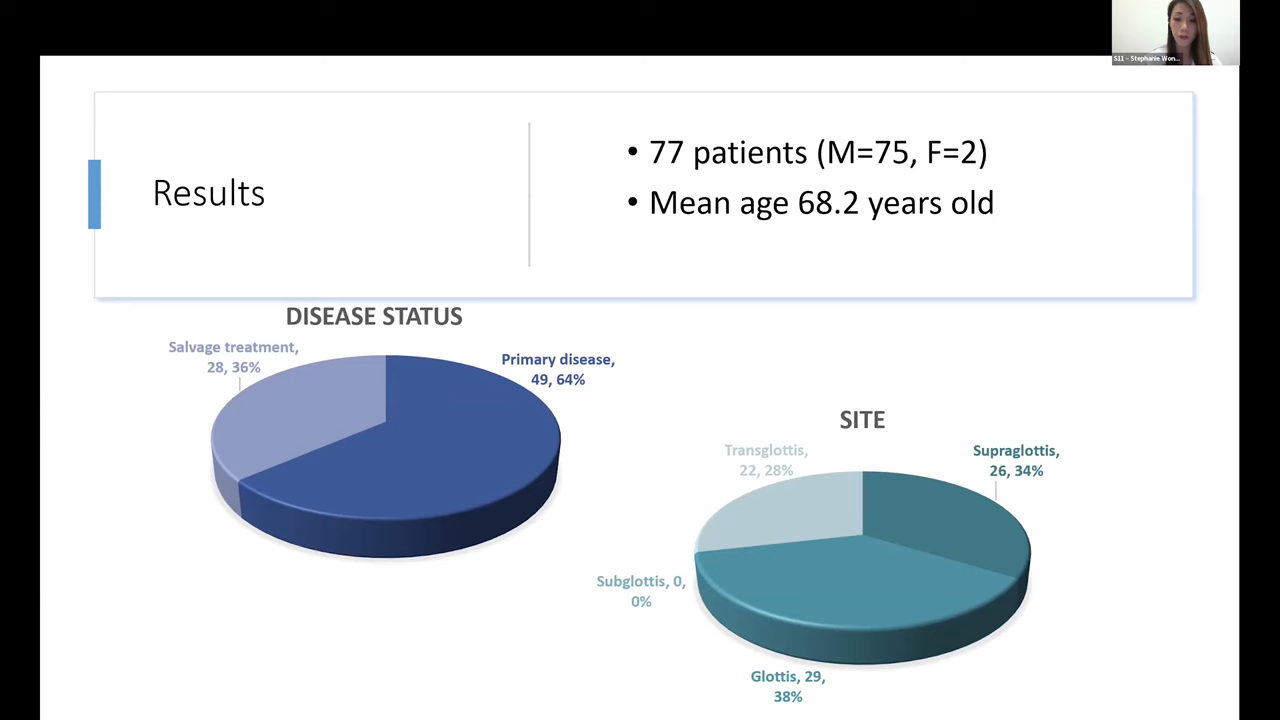 S11 - Stephanie Won...
Results
• 77 patients (M=75, F=2)
• Mean age 68.2 years old
DISEASE STATUS
Salvage treatment,
28, 36%
Primary disease,
49, 64%
SITE
Transglottis,
22, 28%
Supraglottis,
26, 34%
Subglottis, 0,
0%
Glottis, 29,
38%